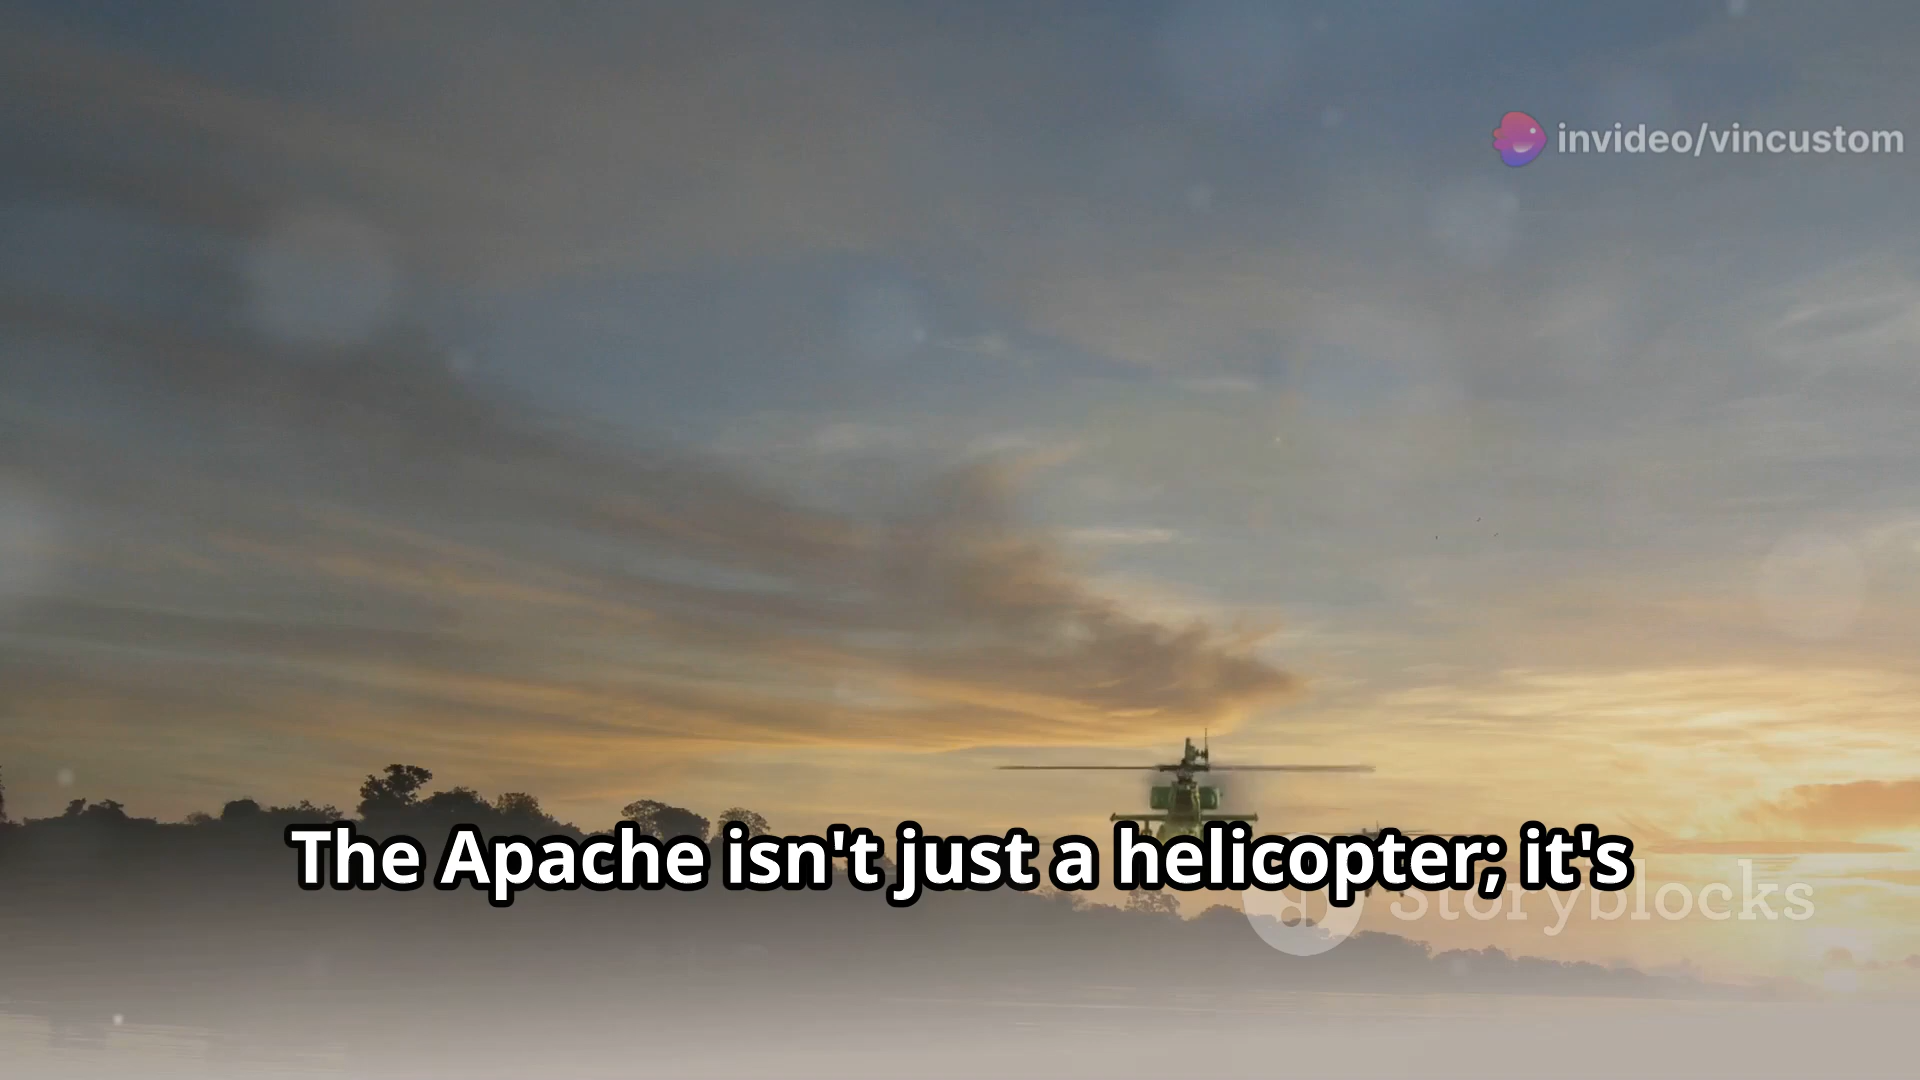 invideo/vincustom
The Apache isn't just a helicopter; it's
Storyblocks